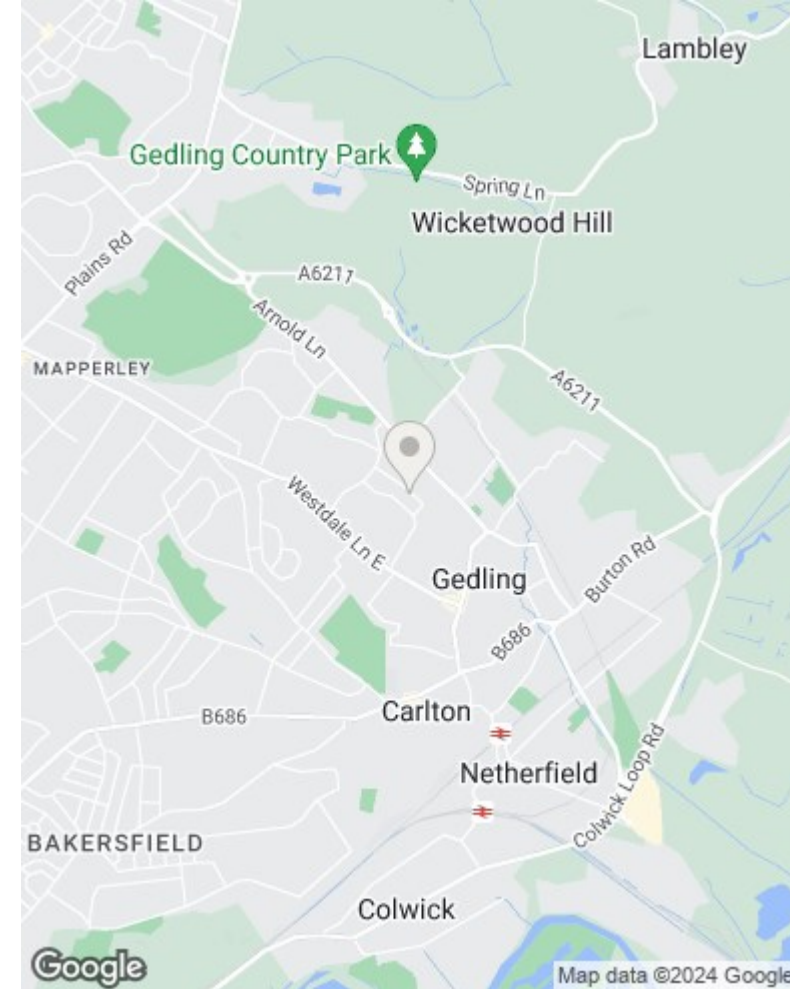 Lambley
Gedling Country Park
Spring Ln
Wicketwood Hill
Plains Rd
A6211
Arnold Ln
MAPPERLEY
A6211
Westdale Ln E
Burton Rd
Gedling
B686
B686
Carlton
Netherfield
Colwick Loop Rd
BAKERSFIELD
Colwick
Google
Map data ©2024 Google